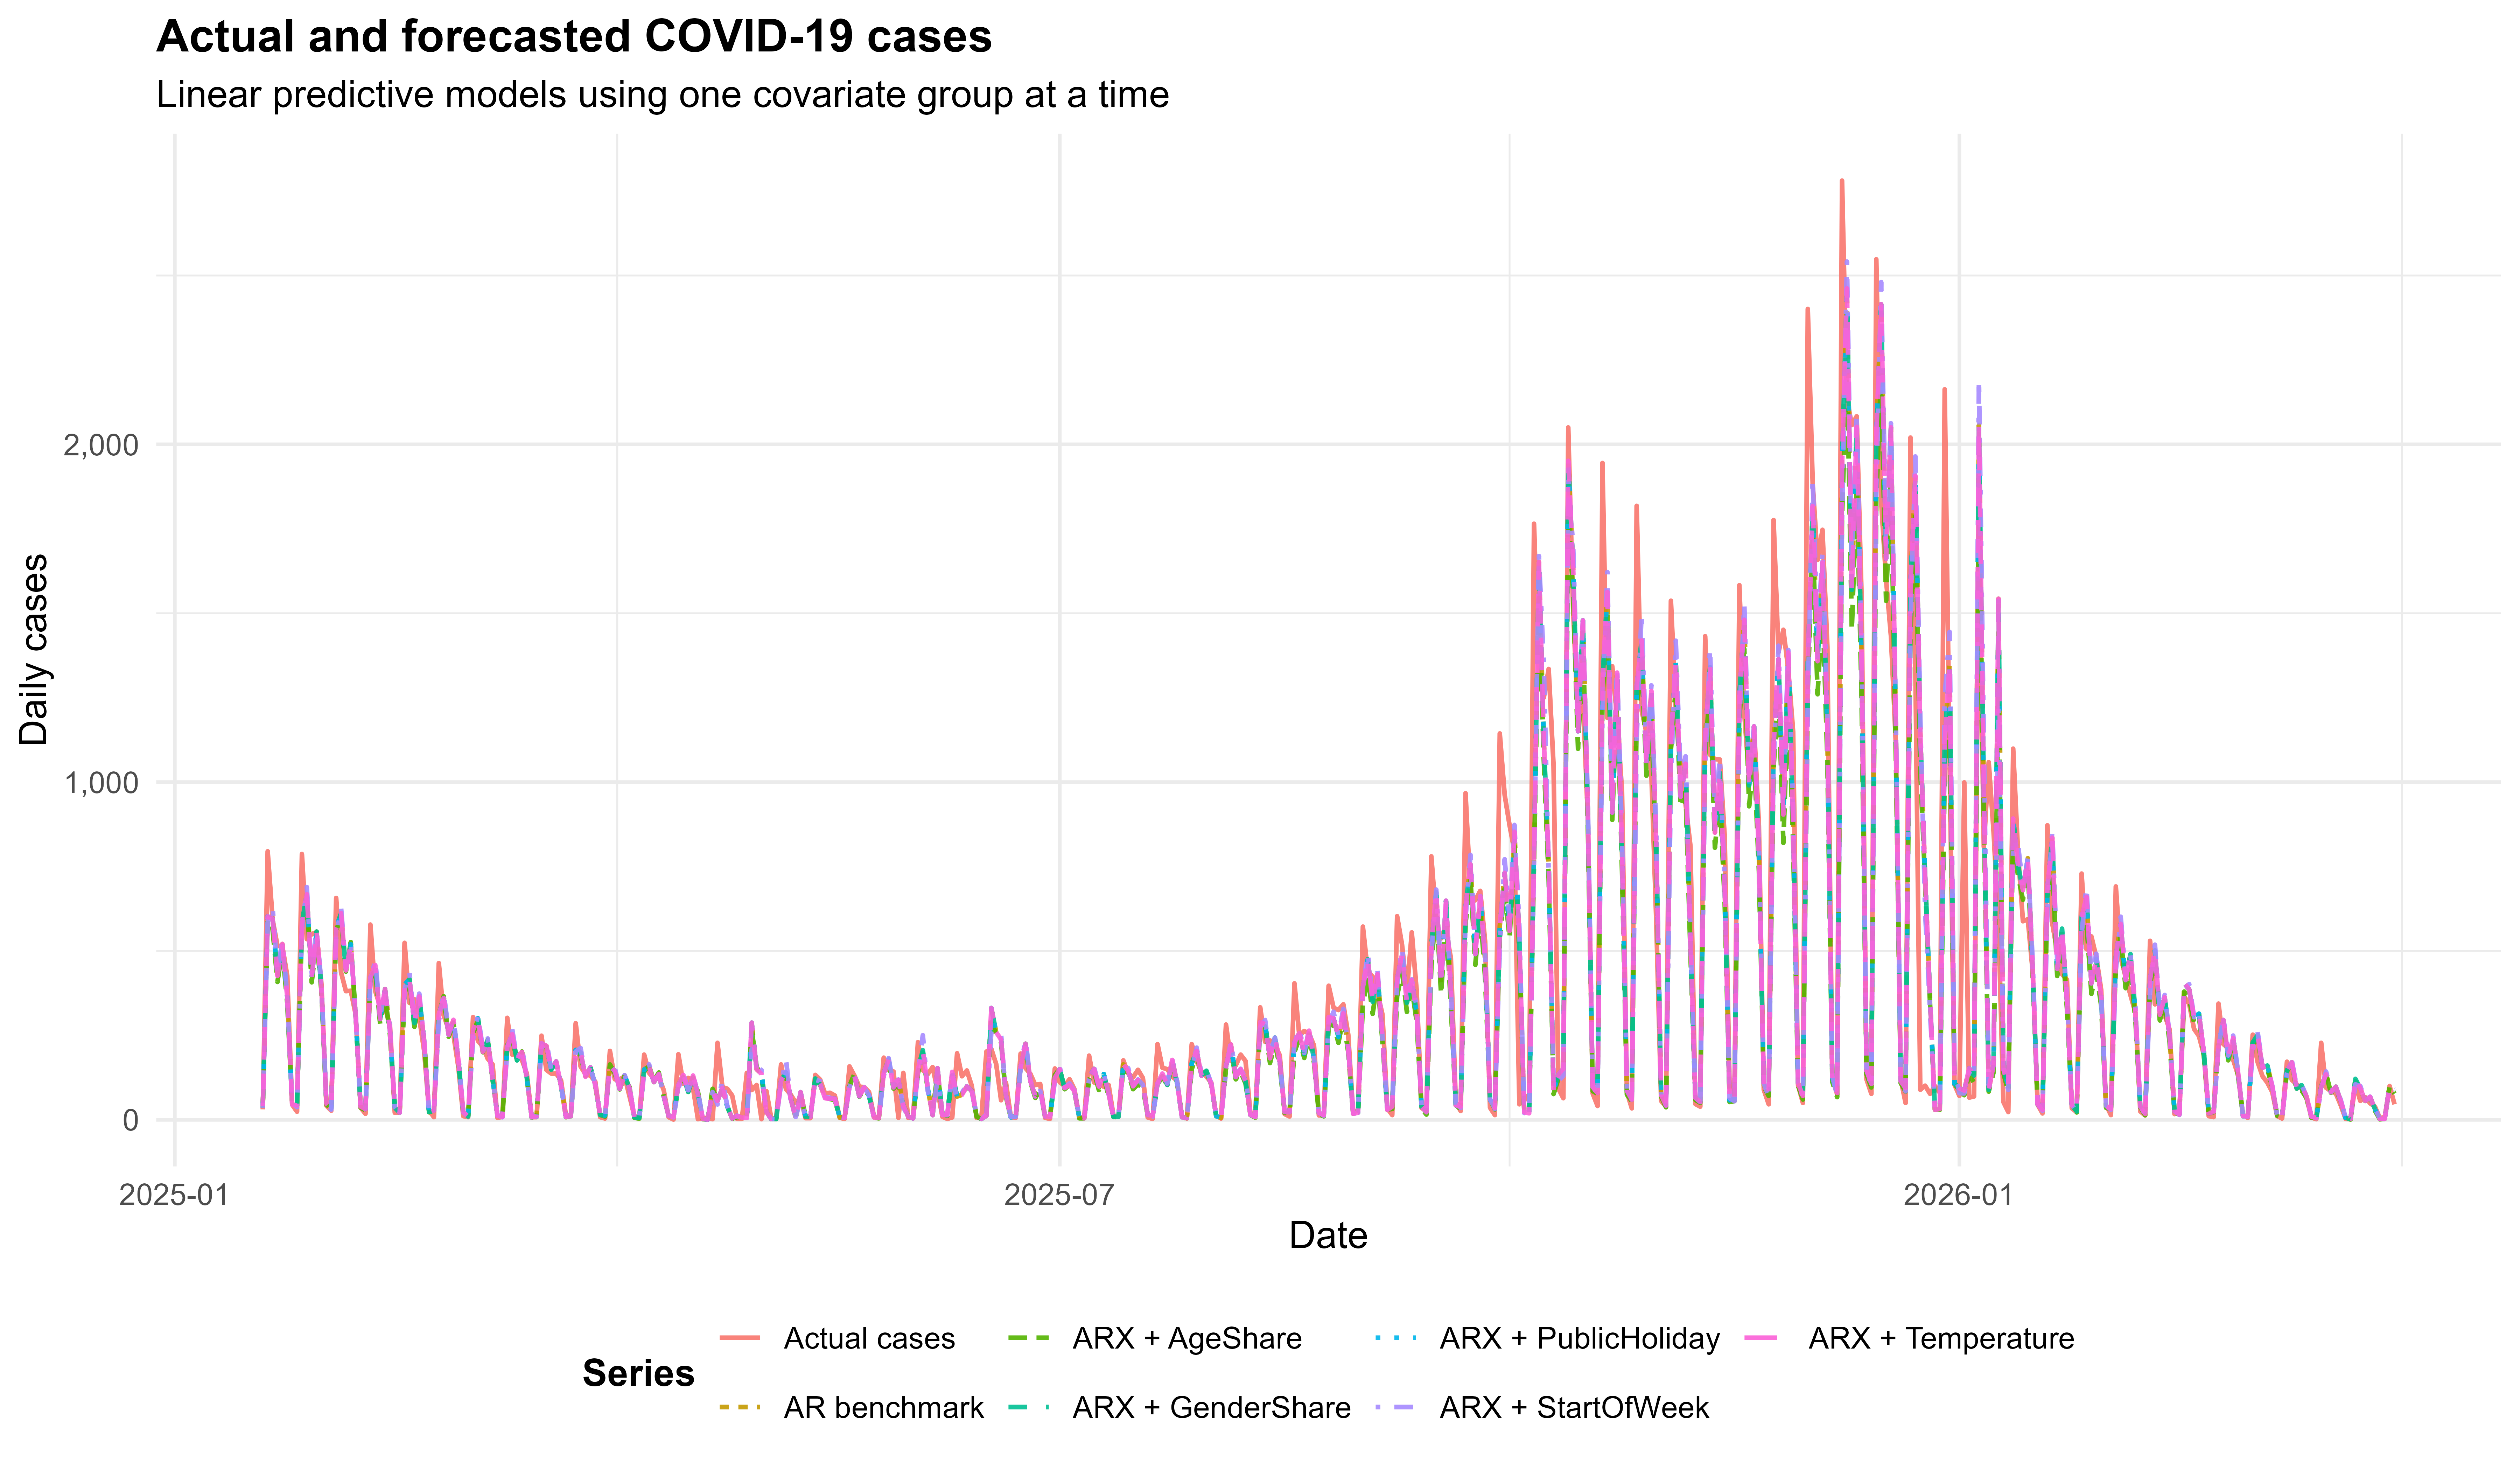 Actual and forecasted COVID-19 cases
Linear predictive models using one covariate group at a time
Daily cases
2,000
1,000
0
2025-01
2025-07
2026-01
Date
Series
Actual cases
ARX + AgeShare
ARX + PublicHoliday
ARX + Temperature
AR benchmark
ARX + GenderShare
ARX + StartOfWeek